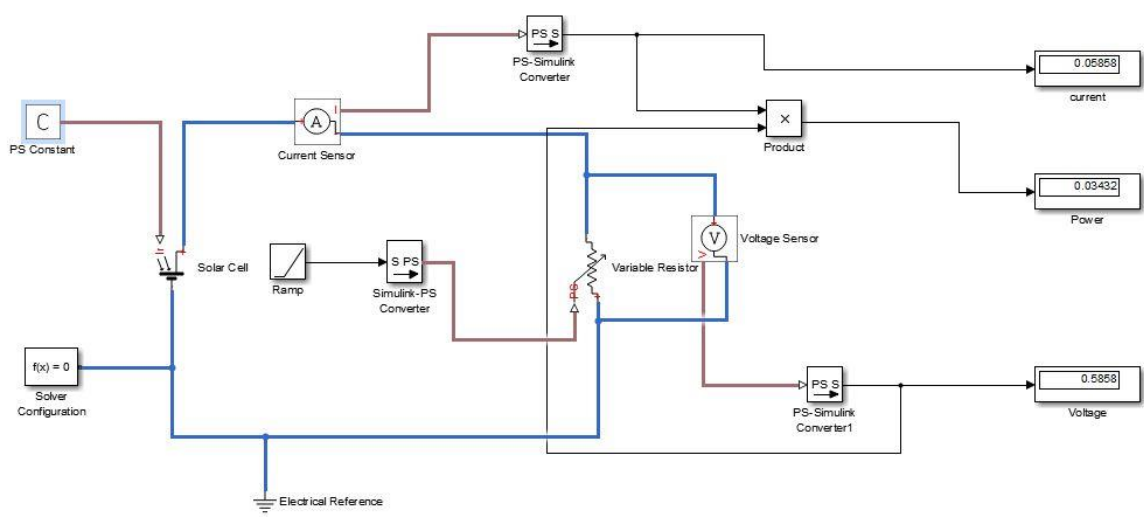 PS S
PS-Simulink
Converter
0.05858
current
C
PS Constant
I
A
Current Sensor
×
Product
0.03432
Power
Ir
+
Solar Cell
Ramp
S PS
Simulink-PS
Converter
PS
+
Variable Resistor
+
V
V
Voltage Sensor
f(x) = 0
Solver
Configuration
PS S
PS-Simulink
Converter1
0.5858
Voltage
Electrical Reference